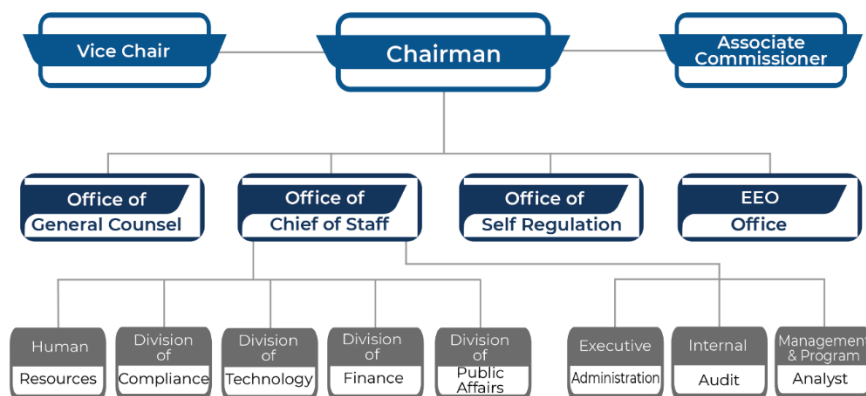 Vice Chair
Chairman
Associate
Commissioner
Office of
General Counsel
Office of
Chief of Staff
Office of
Self Regulation
EEO
Office
Human
Resources
Division
of
Compliance
Division
of
Technology
Division
of
Finance
Division
of
Public
Affairs
Executive
Administration
Internal
Audit
Management
& Program
Analyst